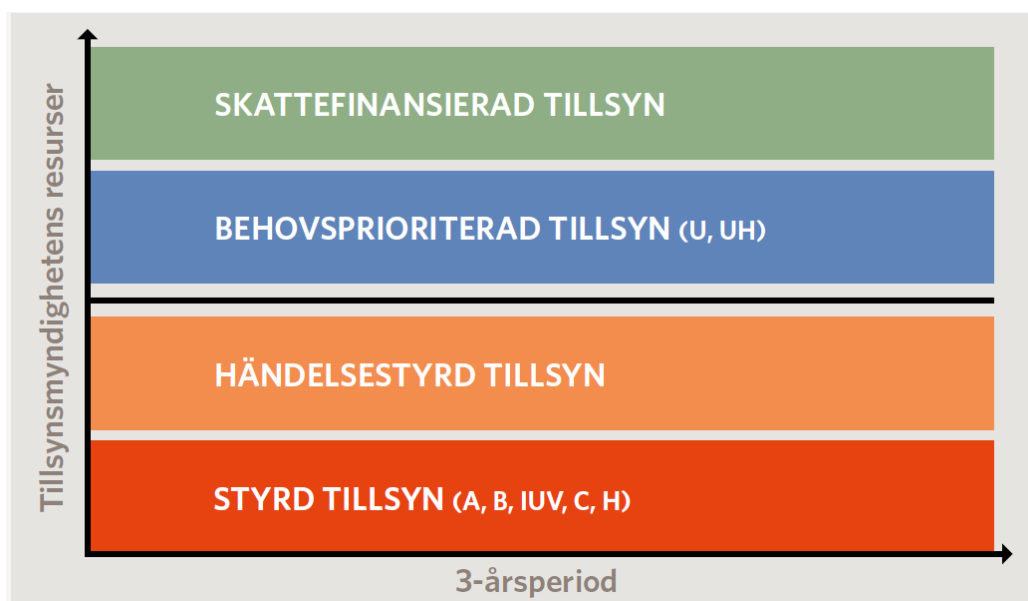 Tillsynsmyndighetens resurser
SKATTEFINANSIERAD TILLSYN
BEHOVSPRIORITERAD TILLSYN (U, UH)
HÄNDELSESTYRD TILLSYN
STYRD TILLSYN (A, B, IUV, C, H)
3-årsperiod